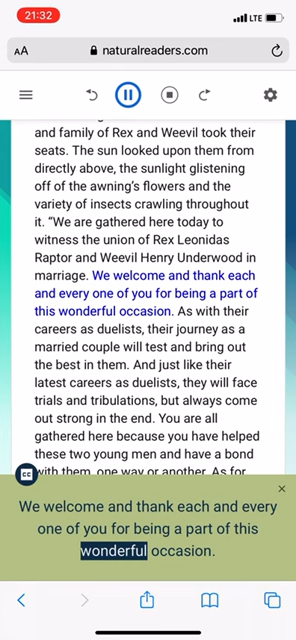 21:32
LTE
AA
naturalreaders.com
and family of Rex and Weevil took their
seats. The sun looked upon them from
directly above, the sunlight glistening
off of the awning's flowers and the
variety of insects crawling throughout
it. “We are gathered here today to
witness the union of Rex Leonidas
Raptor and Weevil Henry Underwood in
marriage. We welcome and thank each
and every one of you for being a part of
this wonderful occasion. As with their
careers as duelists, their journey as a
married couple will test and bring out
the best in them. And just like their
latest careers as duelists, they will face
trials and tribulations, but always come
out strong in the end. You are all
gathered here because you have helped
these two young men and have a bond
with them, one way or another. As for
CC
We welcome and thank each and every
one of you for being a part of this
wonderful occasion.